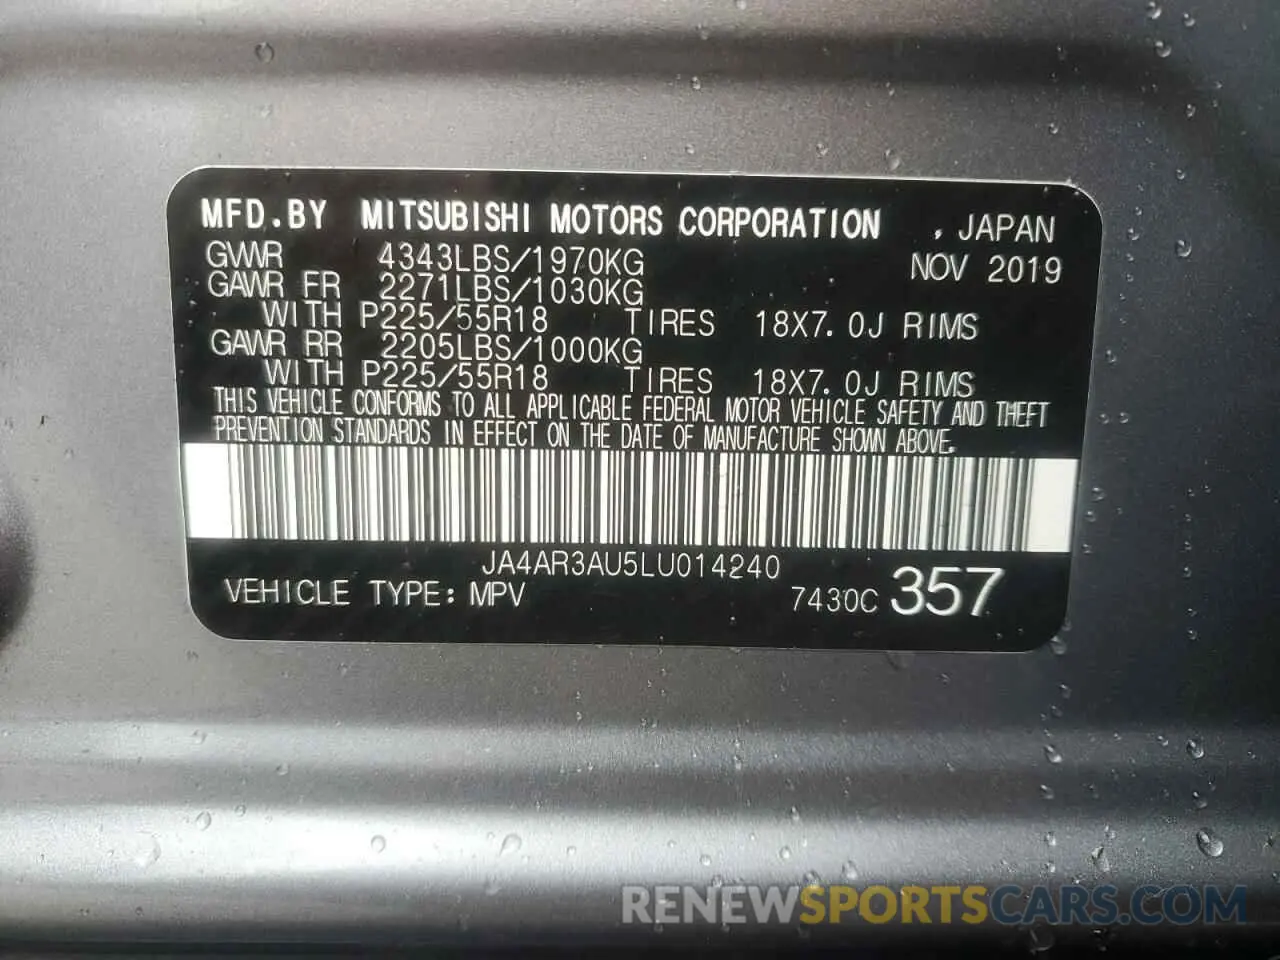 MFD.BY MITSUBISHI MOTORS CORPORATION , JAPAN
GVWR 4343LBS/1970KG NOV 2019
GAWR FR 2271LBS/1030KG
WITH P225/55R18 TIRES 18X7.0J RIMS
GAWR RR 2205LBS/1000KG
WITH P225/55R18 TIRES 18X7.0J RIMS
THIS VEHICLE CONFORMS TO ALL APPLICABLE FEDERAL MOTOR VEHICLE SAFETY AND THEFT
PREVENTION STANDARDS IN EFFECT ON THE DATE OF MANUFACTURE SHOWN ABOVE.
JA4AR3AU5LU014240
VEHICLE TYPE: MPV 7430C 357
RENEWSPORTSCARS.COM